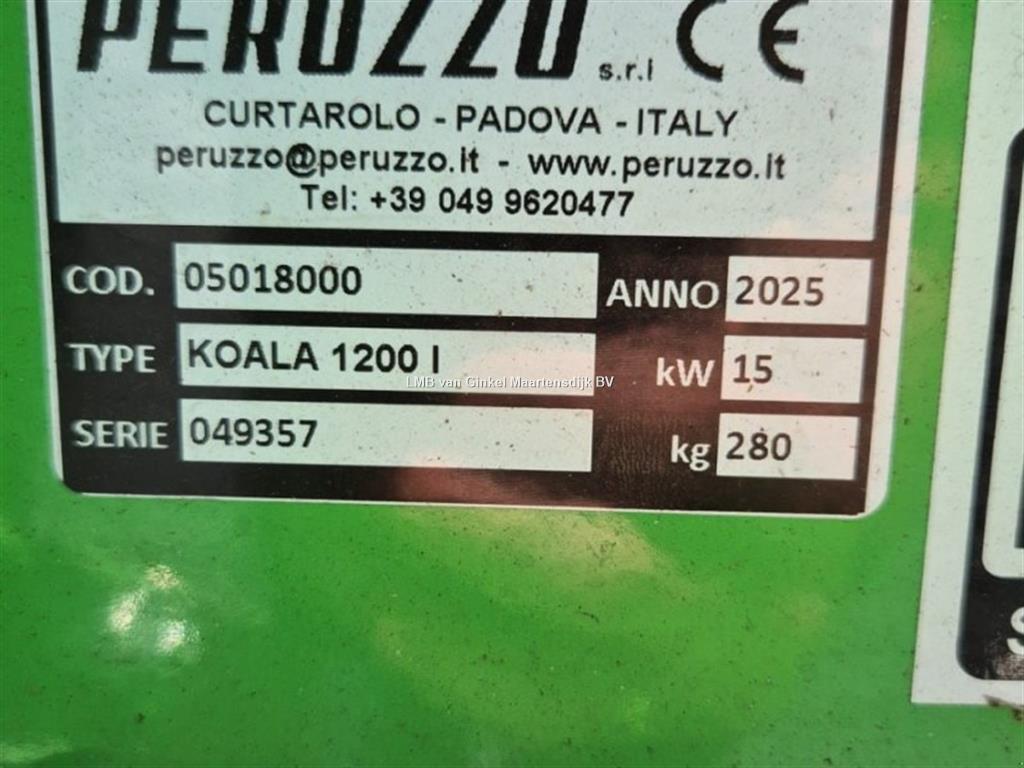 PERUZZO s.r.l CE
CURTAROLO - PADOVA - ITALY
peruzzo@peruzzo.it - www.peruzzo.it
Tel: +39 049 9620477
COD. 05018000 ANNO 2025
TYPE KOALA 1200 I kW 15
LMB van Ginkel Maartensdijk BV
SERIE 049357 kg 280